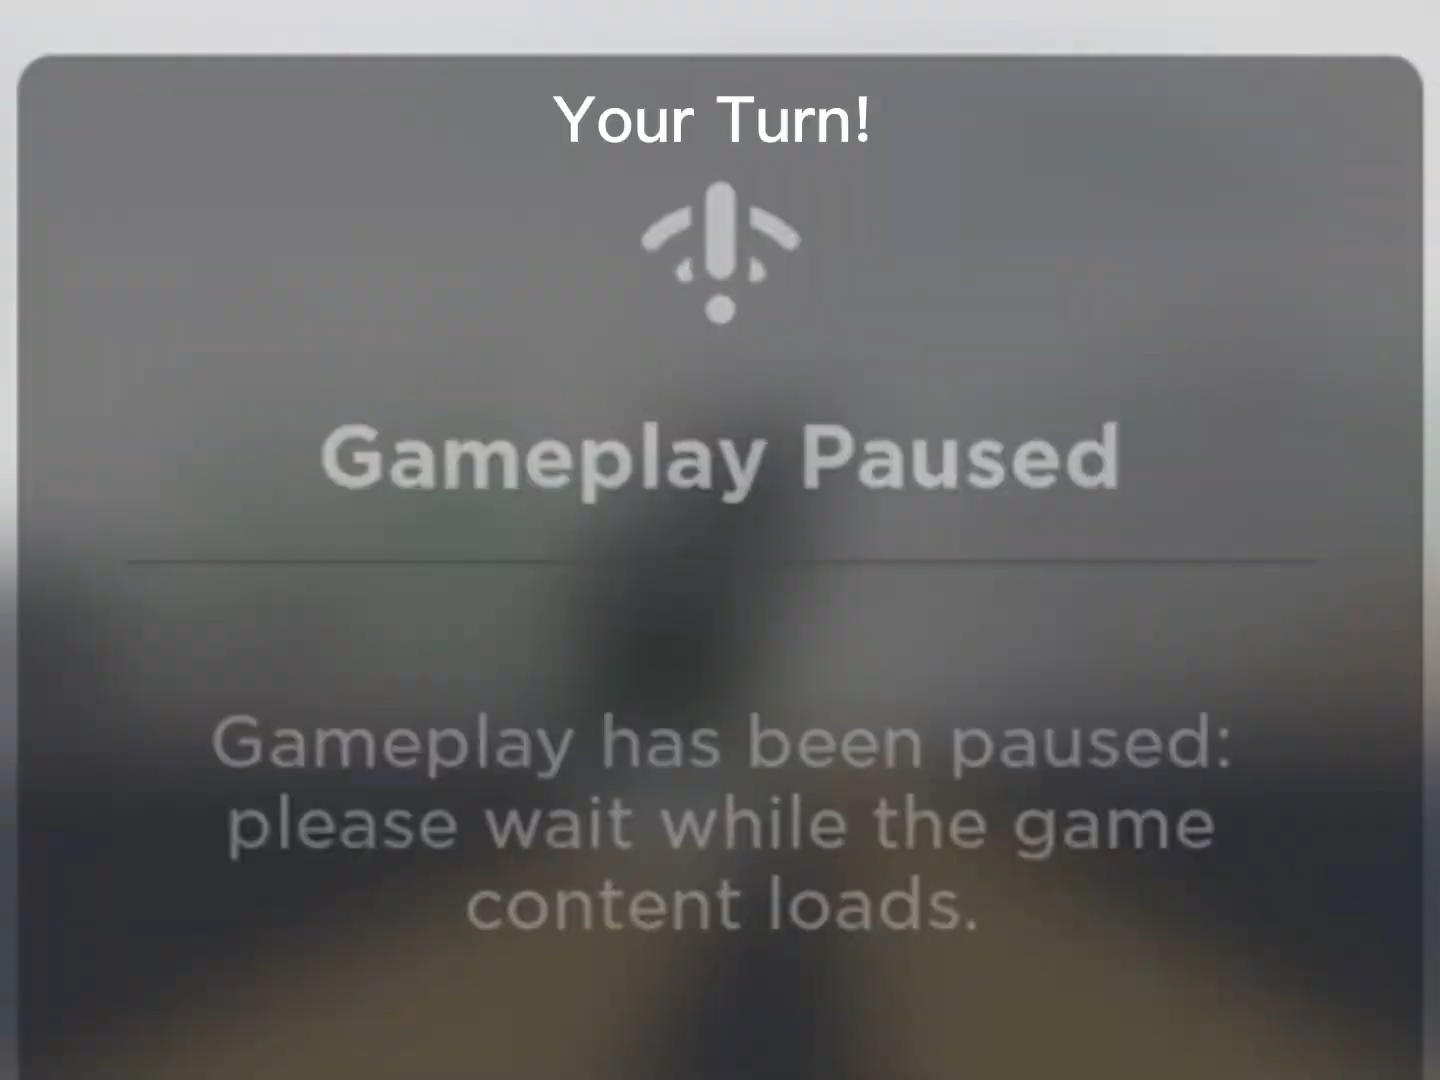 Your Turn!
Gameplay Paused
Gameplay has been paused:
please wait while the game
content loads.